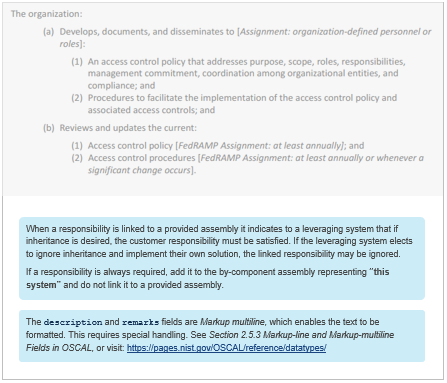 The organization:
(a) Develops, documents, and disseminates to [Assignment: organization-defined personnel or
roles]:
(1) An access control policy that addresses purpose, scope, roles, responsibilities,
management commitment, coordination among organizational entities, and
compliance; and
(2) Procedures to facilitate the implementation of the access control policy and
associated access controls; and
(b) Reviews and updates the current:
(1) Access control policy [FedRAMP Assignment: at least annually]; and
(2) Access control procedures [FedRAMP Assignment: at least annually or whenever a
significant change occurs].
When a responsibility is linked to a provided assembly it indicates to a leveraging system that if
inheritance is desired, the customer responsibility must be satisfied. If the leveraging system elects
to ignore inheritance and implement their own solution, the linked responsibility may be ignored.
If a responsibility is always required, add it to the by-component assembly representing "this
system" and do not link it to a provided assembly.
The description and remarks fields are Markup multiline, which enables the text to be
formatted. This requires special handling. See Section 2.5.3 Markup-line and Markup-multiline
Fields in OSCAL, or visit: https://pages.nist.gov/OSCAL/reference/datatypes/